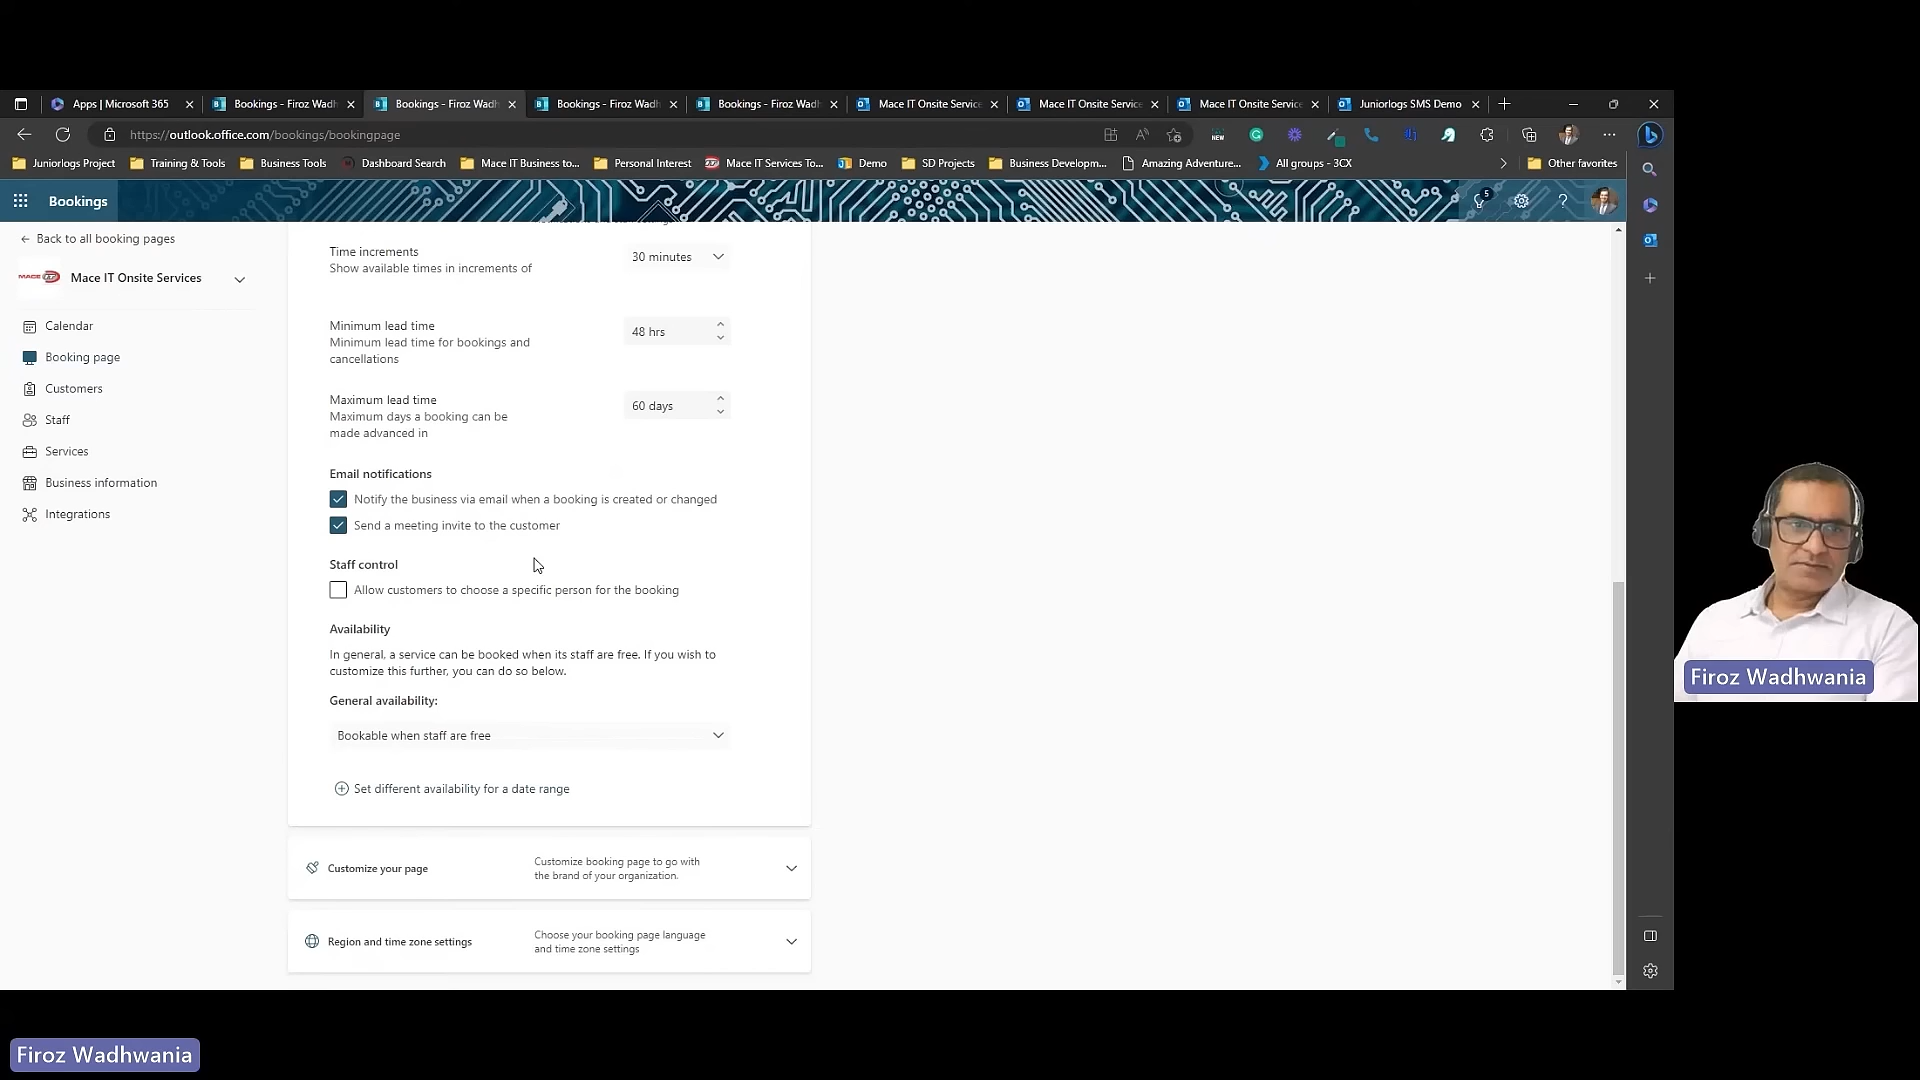 Apps | Microsoft 365
Bookings - Firoz Wadh
Bookings - Firoz Wadh
Bookings - Firoz Wadh
Bookings - Firoz Wadh
Mace IT Onsite Service
Mace IT Onsite Service
Mace IT Onsite Service
Juniorlogs SMS Demo
https://outlook.office.com/bookings/bookingpage
NEW
Juniorlogs Project
Training & Tools
Business Tools
Dashboard Search
Mace IT Business to...
Personal Interest
Mace IT Services To...
Demo
SD Projects
Business Developm...
Amazing Adventure...
All groups - 3CX
Other favorites
Bookings
5
?
Back to all booking pages
MACE
Mace IT Onsite Services
Calendar
Booking page
Customers
Staff
Services
Business information
Integrations
Time increments
Show available times in increments of
30 minutes
Minimum lead time
Minimum lead time for bookings and
cancellations
48 hrs
Maximum lead time
Maximum days a booking can be
made advanced in
60 days
Email notifications
Notify the business via email when a booking is created or changed
Send a meeting invite to the customer
Staff control
Allow customers to choose a specific person for the booking
Availability
In general, a service can be booked when its staff are free. If you wish to
customize this further, you can do so below.
General availability:
Bookable when staff are free
Set different availability for a date range
Customize your page
Customize booking page to go with
the brand of your organization.
Region and time zone settings
Choose your booking page language
and time zone settings
Firoz Wadhwania
Firoz Wadhwania